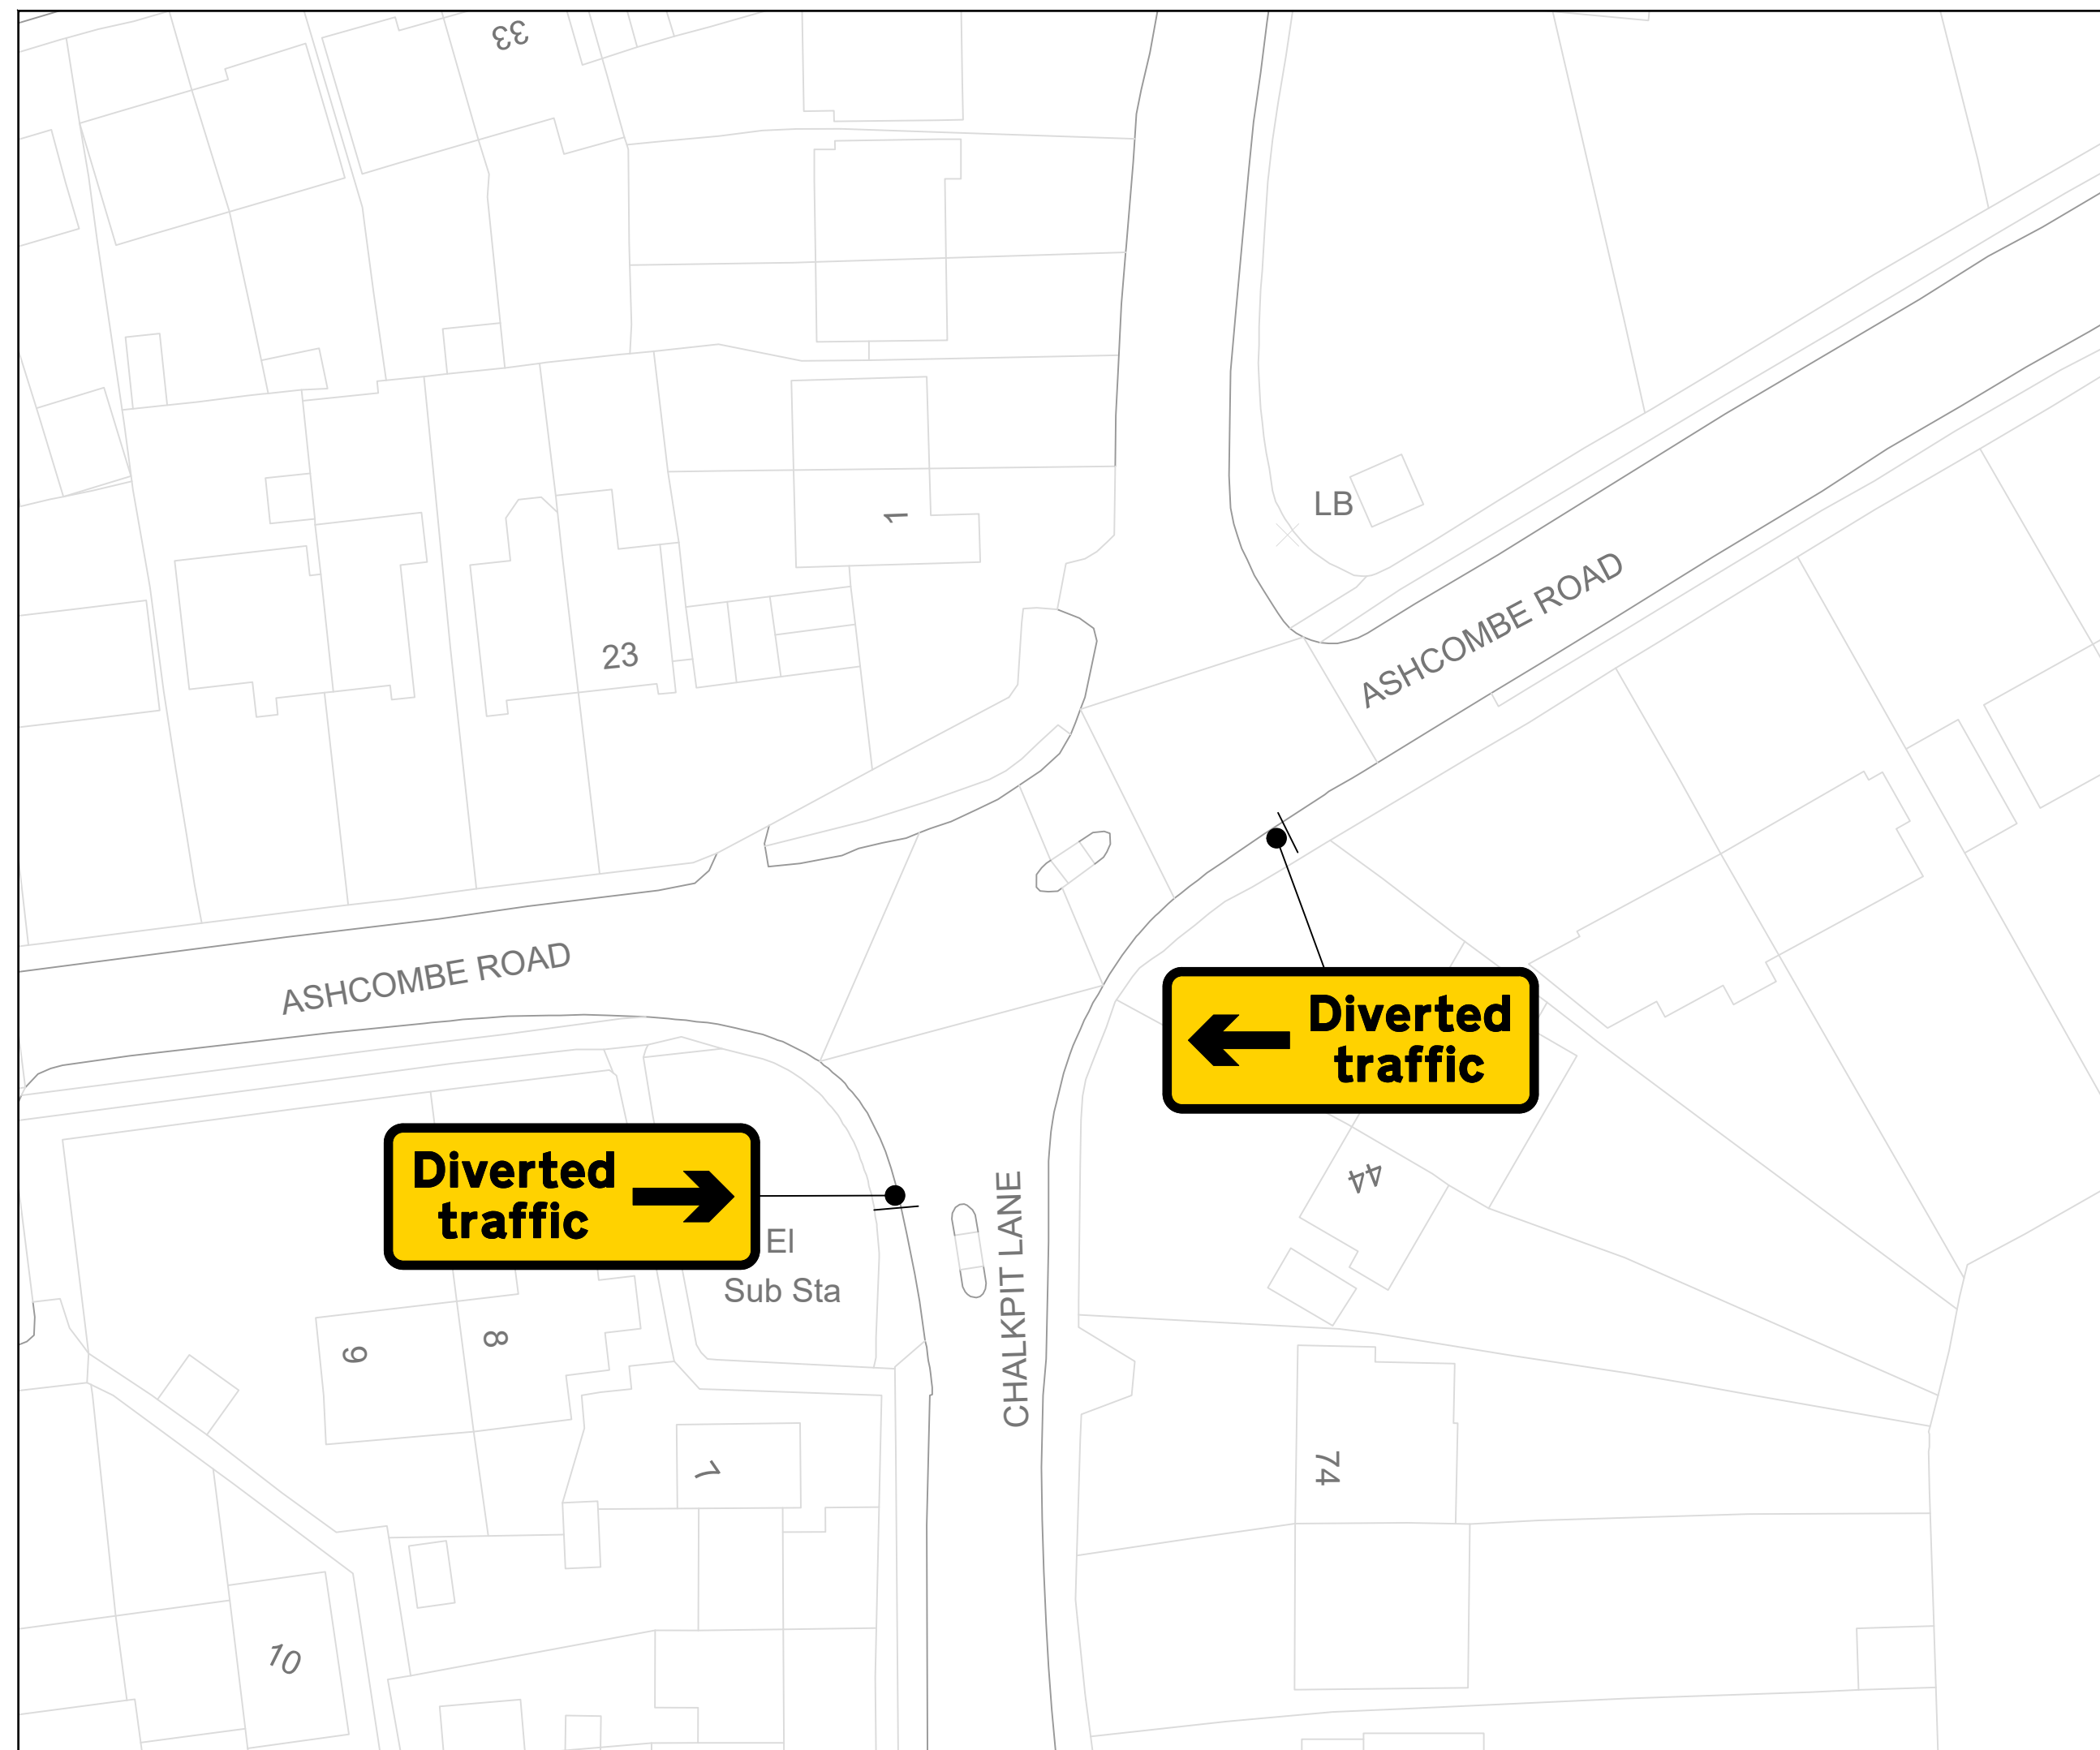 33
1
LB
23
ASHCOMBE ROAD
ASHCOMBE ROAD
Diverted
traffic
Diverted
traffic
44
El
Sub Sta
CHALKPIT LANE
9
8
7
74
10